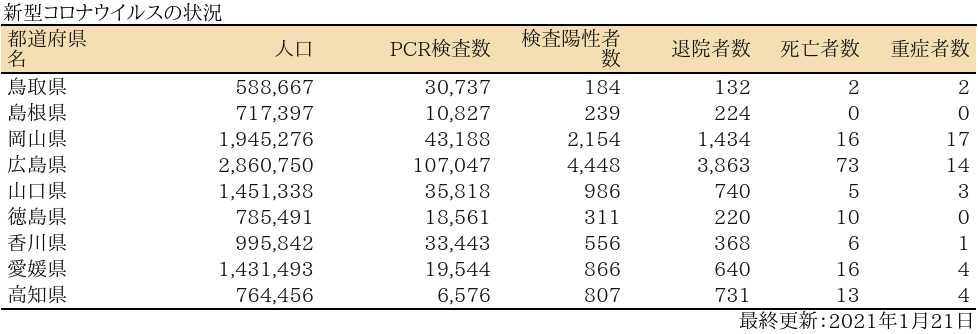 新型コロナウイルスの状況
都道府県名 人口 PCR検査数 検査陽性者数 退院者数 死亡者数 重症者数
鳥取県 588,667 30,737 184 132 2 2
島根県 717,397 10,827 239 224 0 0
岡山県 1,945,276 43,188 2,154 1,434 16 17
広島県 2,860,750 107,047 4,448 3,863 73 14
山口県 1,451,338 35,818 986 740 5 3
徳島県 785,491 18,561 311 220 10 0
香川県 995,842 33,443 556 368 6 1
愛媛県 1,431,493 19,544 866 640 16 4
高知県 764,456 6,576 807 731 13 4
最終更新：2021年1月21日